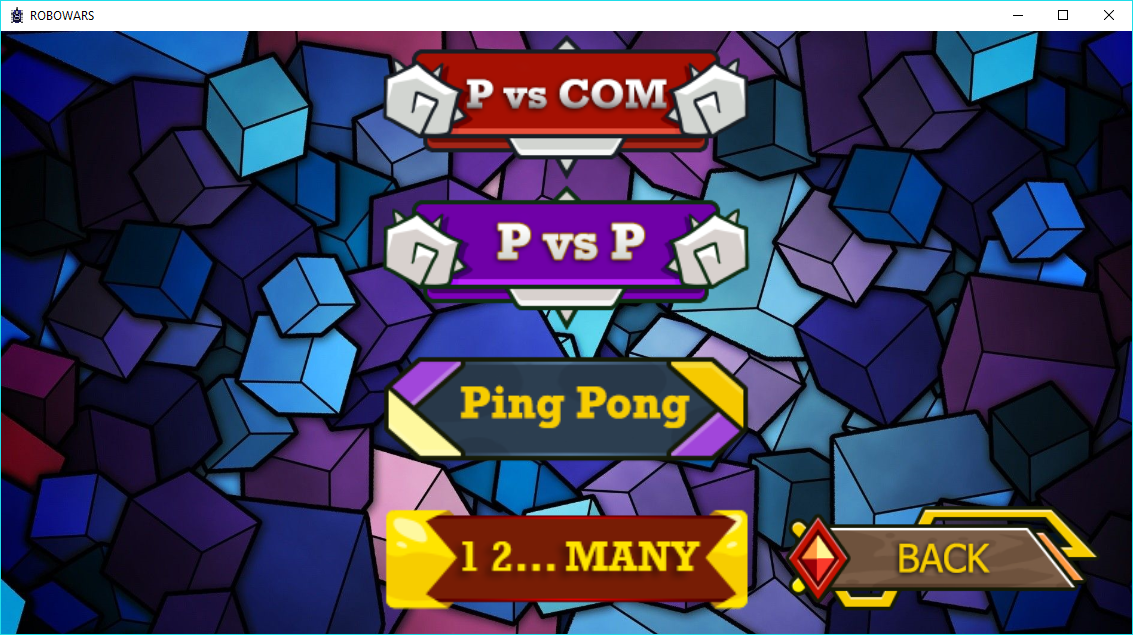 ROBOWARS
P vs COM
P vs P
Ping Pong
1 2... MANY
BACK